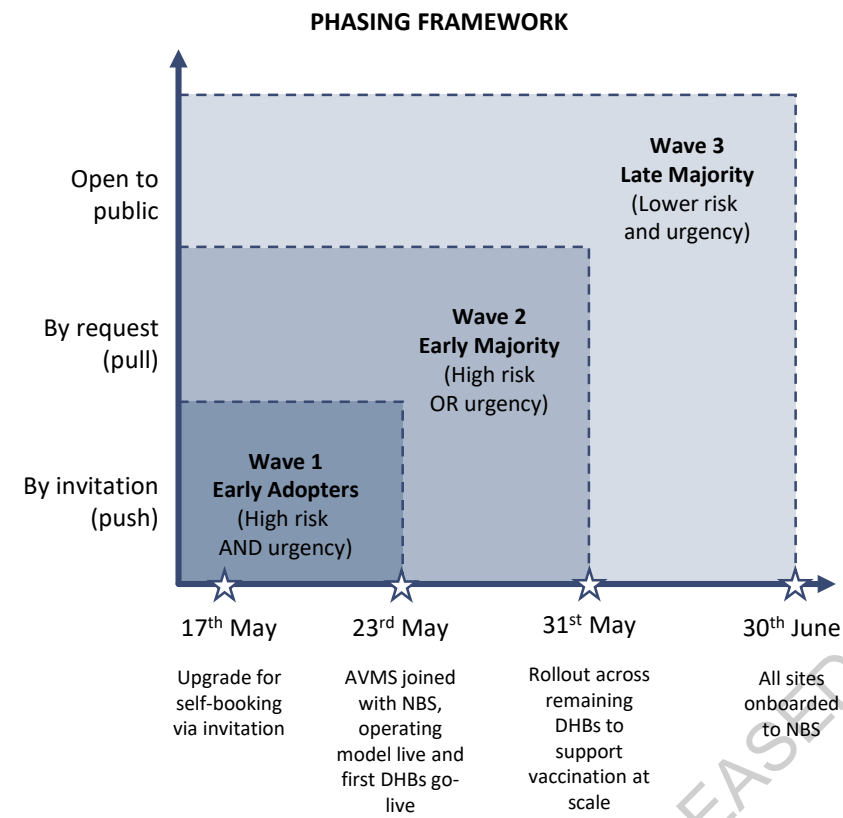 PHASING FRAMEWORK
Open to
public
By request
(pull)
By invitation
(push)
Wave 3
Late Majority
(Lower risk
and urgency)
Wave 2
Early Majority
(High risk
OR urgency)
Wave 1
Early Adopters
(High risk
AND urgency)
17th May
23rd May
31st May
30th June
Upgrade for
self-booking
via invitation
AVMS joined
with NBS,
operating
model live and
first DHBs go-
live
Rollout across
remaining
DHBs to
support
vaccination at
scale
All sites
onboarded
to NBS
EASED